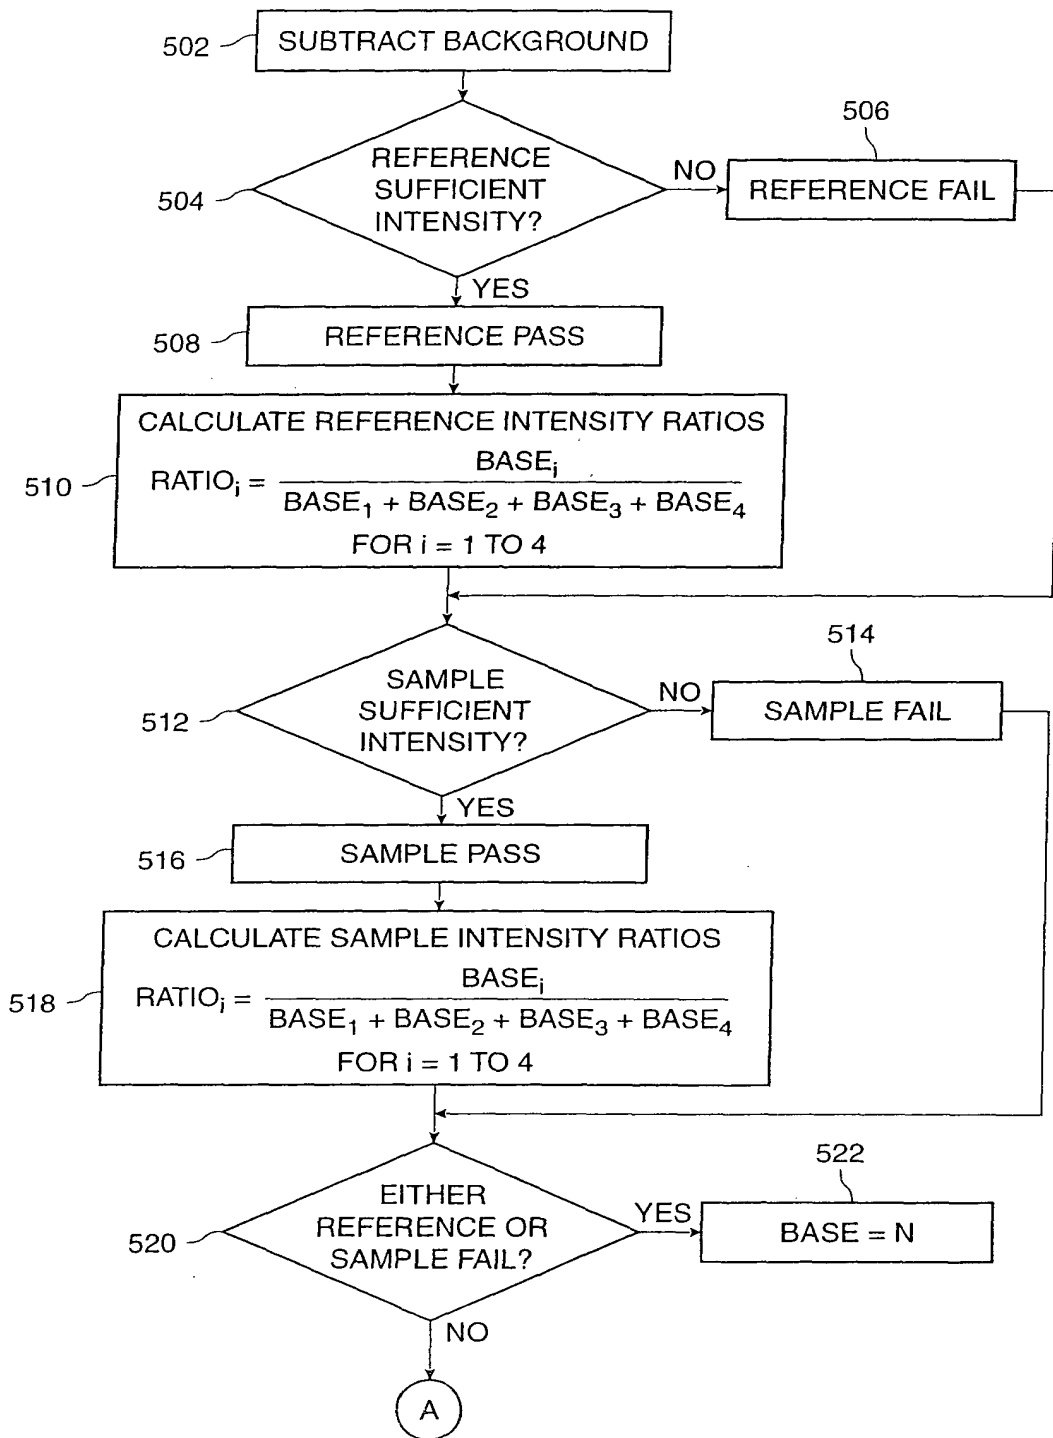 502
SUBTRACT BACKGROUND
504
REFERENCE
SUFFICIENT
INTENSITY?
NO
506
REFERENCE FAIL
YES
508
REFERENCE PASS
510
CALCULATE REFERENCE INTENSITY RATIOS
RATIOi = BASEi
BASE1 + BASE2 + BASE3 + BASE4
FOR i = 1 TO 4
512
SAMPLE
SUFFICIENT
INTENSITY?
NO
514
SAMPLE FAIL
YES
516
SAMPLE PASS
518
CALCULATE SAMPLE INTENSITY RATIOS
RATIOi = BASEi
BASE1 + BASE2 + BASE3 + BASE4
FOR i = 1 TO 4
520
EITHER
REFERENCE OR
SAMPLE FAIL?
YES
522
BASE = N
NO
A